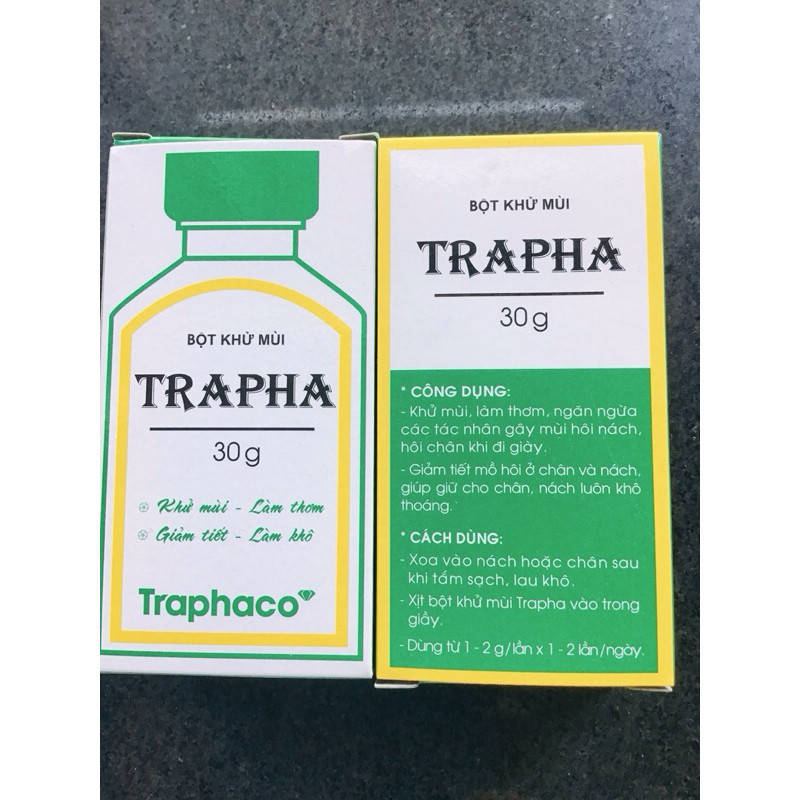 BỘT KHỬ MÙI
TRAPHA
30g
Khử mùi - Làm thơm
Giảm tiết - Làm khô
Traphaco
BỘT KHỬ MÙI
TRAPHA
30g
* CÔNG DỤNG:
- Khử mùi, làm thơm, ngăn ngừa
các tác nhân gây mùi hôi nách,
hôi chân khi đi giày.
- Giảm tiết mồ hôi ở chân và nách,
giúp giữ cho chân, nách luôn khô
thoáng.
* CÁCH DÙNG:
- Xoa vào nách hoặc chân sau
khi tắm sạch, lau khô.
- Xịt bột khử mùi Trapha vào trong
giầy.
- Dùng từ 1 - 2 g/lần x 1 - 2 lần/ngày.